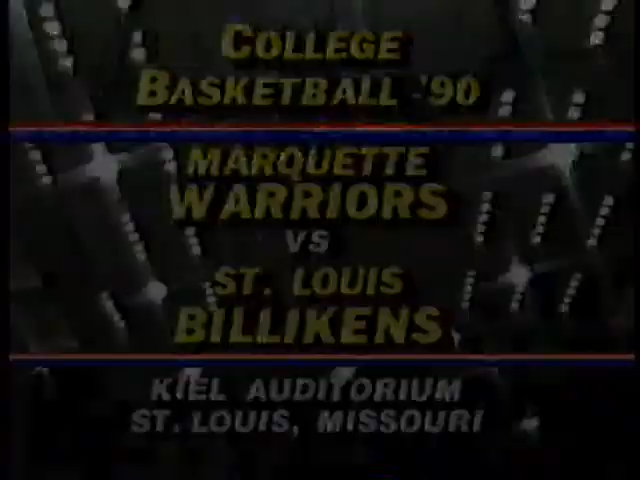 COLLEGE
BASKETBALL '90
MARQUETTE
WARRIORS
VS
ST. LOUIS
BILLIKENS
KIEL AUDITORIUM
ST. LOUIS, MISSOURI